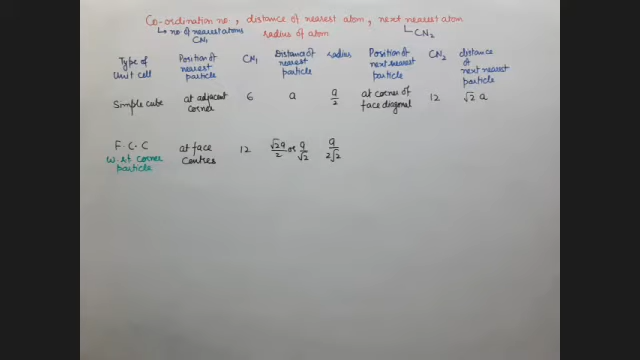 Co-ordination no, distance of nearest atom, next nearest atom
↳ no of nearest atoms radius of atom ↳ CN2
CN1
Type of Unit cell Position of nearest particle CN1 Distance of nearest particle radius Position of next nearest particle CN2 distance of next nearest particle
Simple cube at adjacent corner 6 a a/2 at corner of face diagonal 12 √2 a
F.C.C w.r.t corner particle at face centres 12 √2a/2 or a/√2 a/2√2